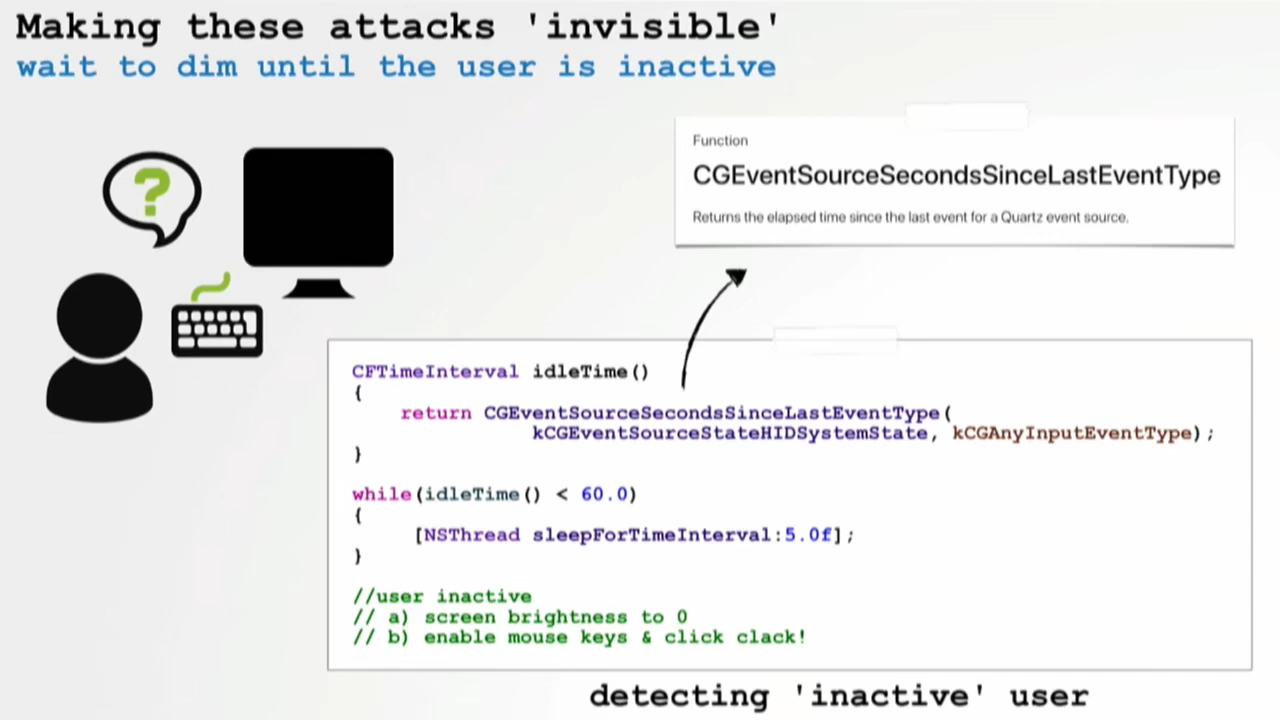 Making these attacks 'invisible'
wait to dim until the user is inactive
?
Function
CGEventSourceSecondsSinceLastEventType
Returns the elapsed time since the last event for a Quartz event source.
CFTimeInterval idleTime()
{
return CGEventSourceSecondsSinceLastEventType(
kCGEventSourceStateHIDSystemState, kCGAnyInputEventType);
}
while(idleTime() < 60.0)
{
[NSThread sleepForTimeInterval:5.0f];
}
//user inactive
// a) screen brightness to 0
// b) enable mouse keys & click clack!
detecting 'inactive' user